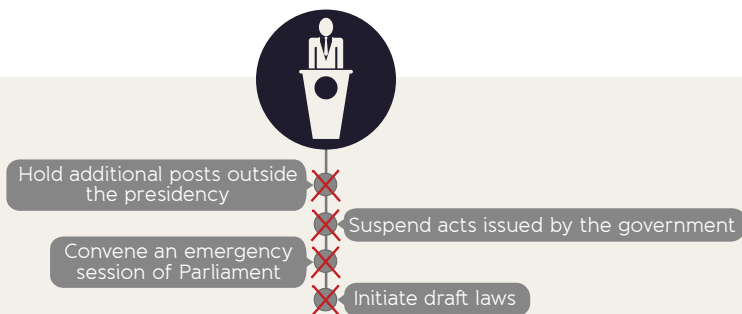 Hold additional posts outside
the presidency
Suspend acts issued by the government
Convene an emergency
session of Parliament
Initiate draft laws